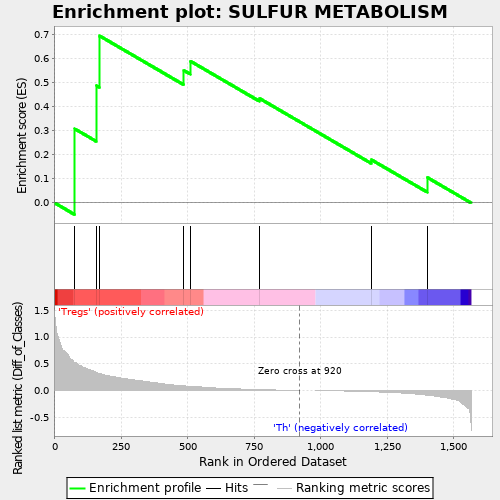 Enrichment plot: SULFUR METABOLISM
Enrichment score (ES)
0.7
0.6
0.5
0.4
0.3
0.2
0.1
0.0
Ranked list metric (Diff_of_Classes)
1.5
1.0
0.5
0.0
-0.5
'Tregs' (positively correlated)
Zero cross at 920
'Th' (negatively correlated)
0 250 500 750 1,000 1,250 1,500
Rank in Ordered Dataset
Enrichment profile Hits Ranking metric scores